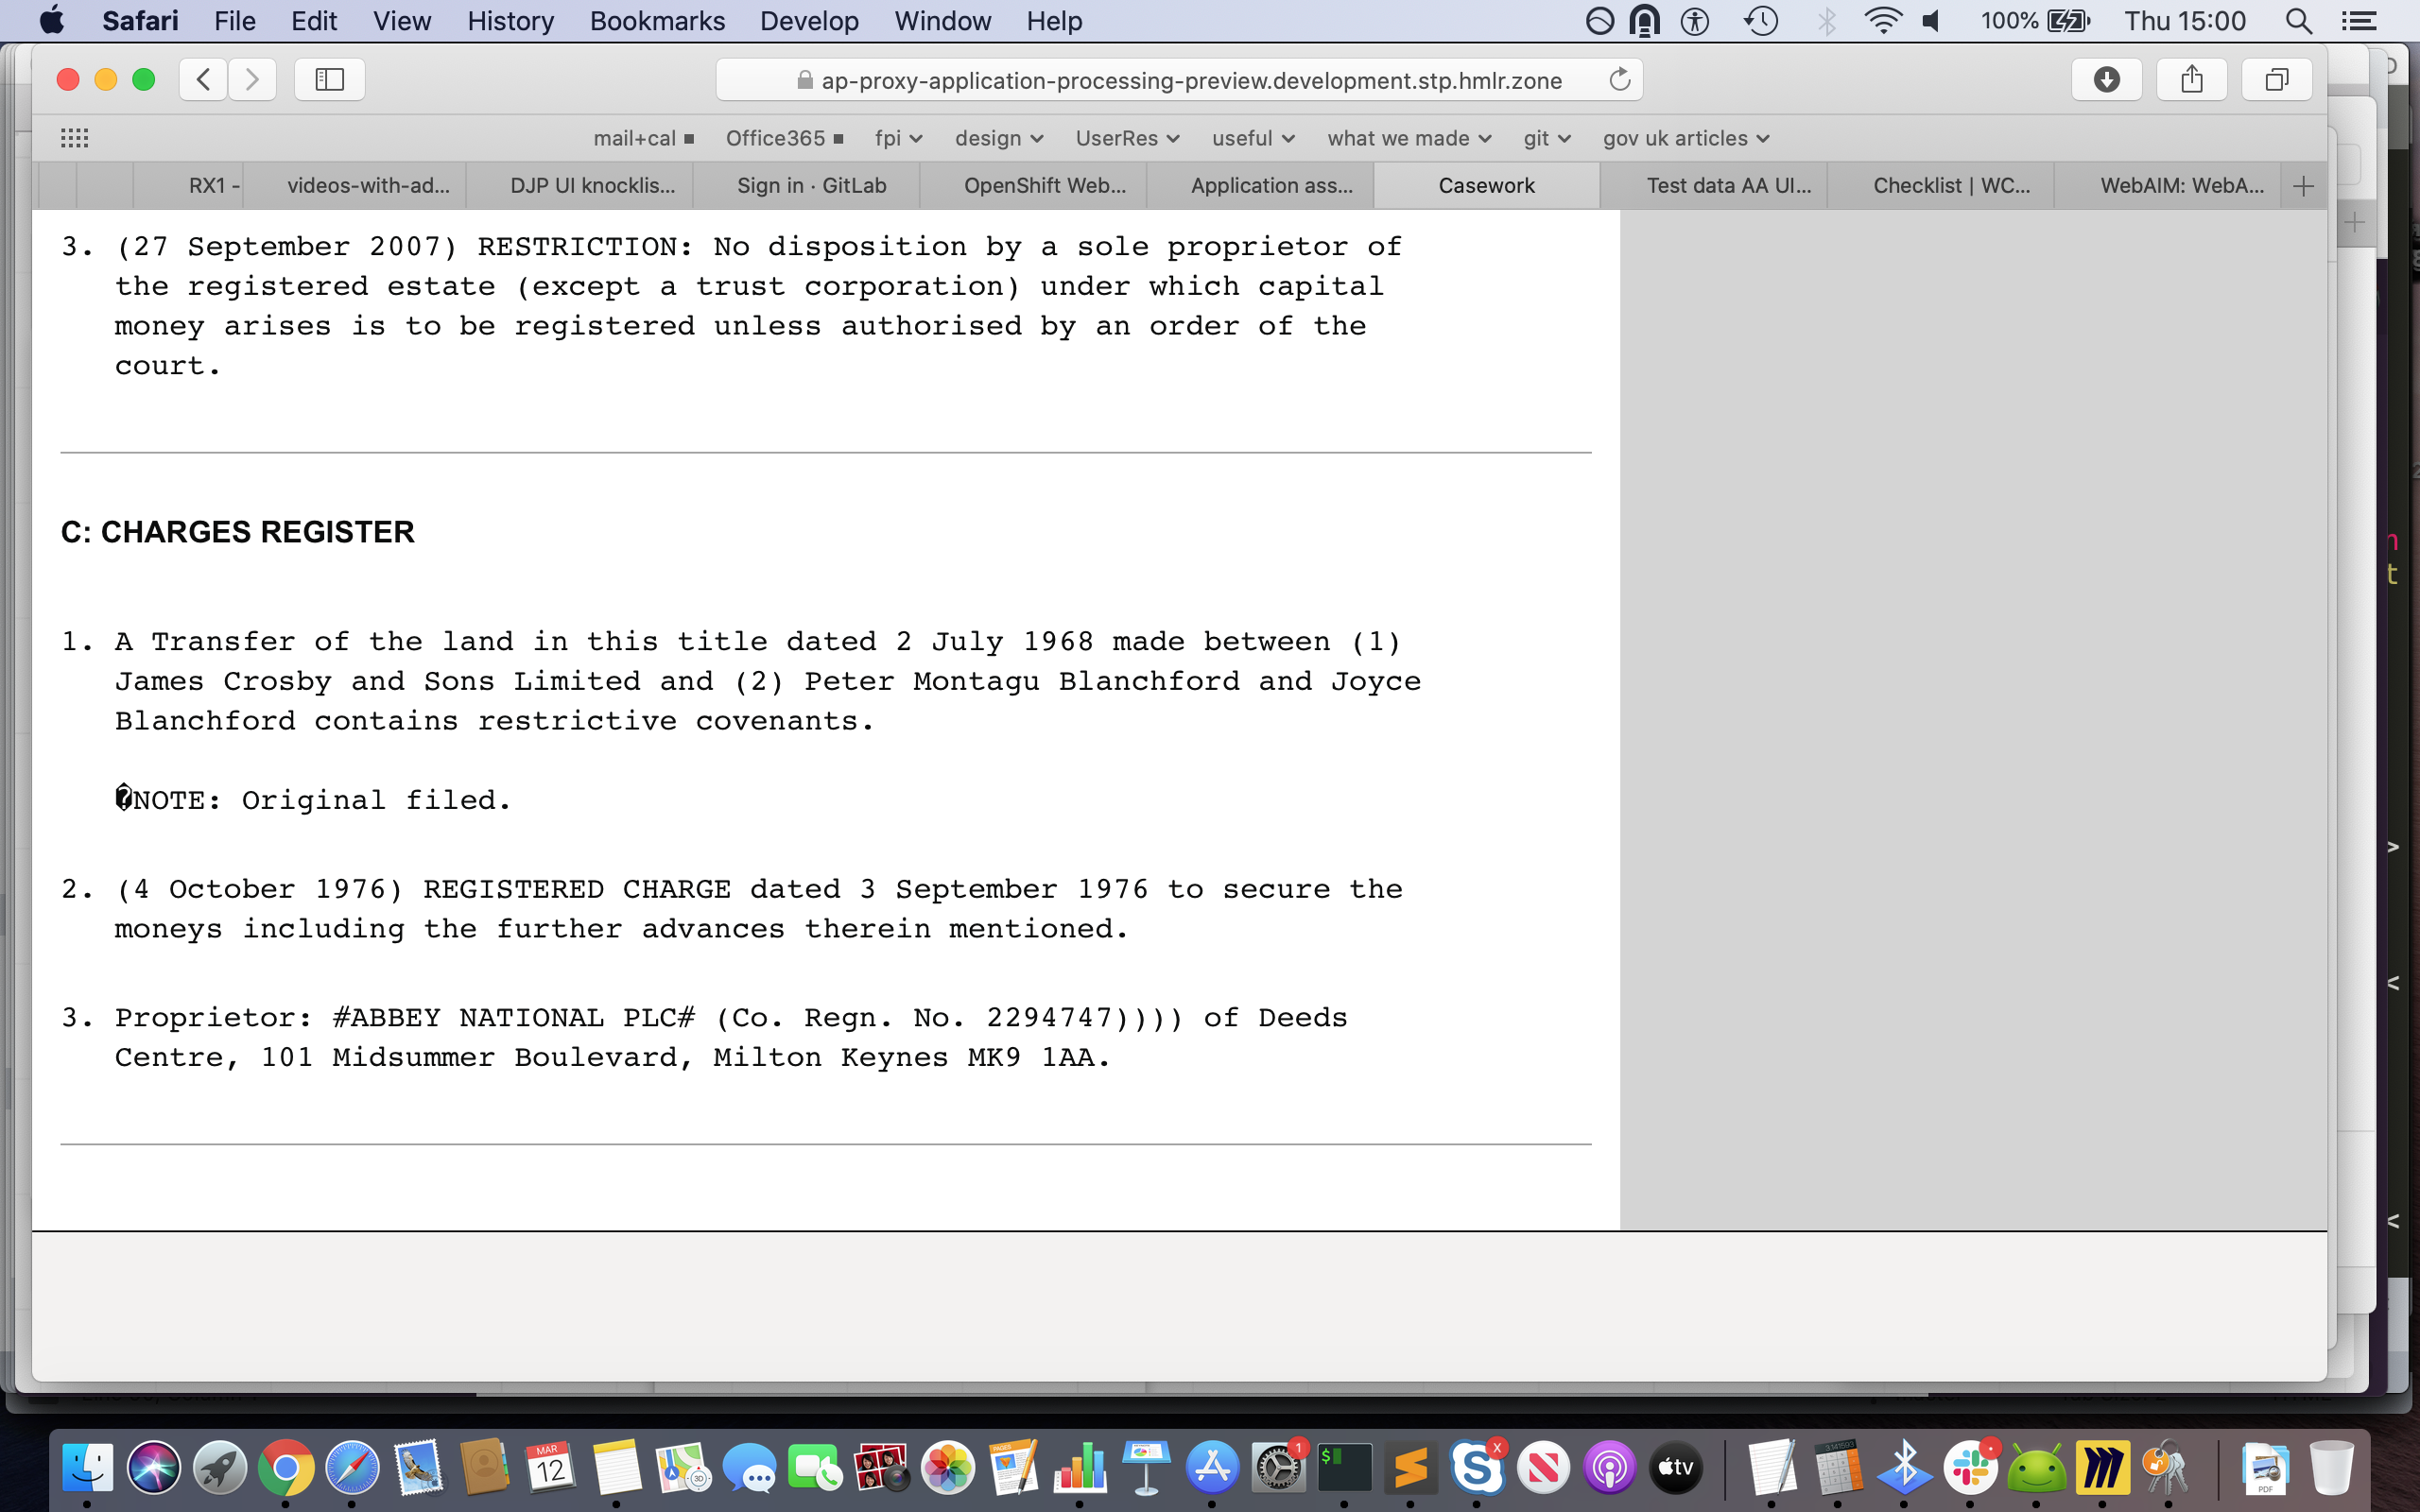 Safari File Edit View History Bookmarks Develop Window Help 100% Thu 15:00
ap-proxy-application-processing-preview.development.stp.hmlr.zone
mail+cal Office365 fpi design UserRes useful what we made git gov uk articles
RX1 - videos-with-ad... DJP UI knocklis... Sign in · GitLab OpenShift Web... Application ass... Casework Test data AA UI... Checklist | WC... WebAIM: WebA...
3. (27 September 2007) RESTRICTION: No disposition by a sole proprietor of
the registered estate (except a trust corporation) under which capital
money arises is to be registered unless authorised by an order of the
court.
C: CHARGES REGISTER
1. A Transfer of the land in this title dated 2 July 1968 made between (1)
James Crosby and Sons Limited and (2) Peter Montagu Blanchford and Joyce
Blanchford contains restrictive covenants.
�NOTE: Original filed.
2. (4 October 1976) REGISTERED CHARGE dated 3 September 1976 to secure the
moneys including the further advances therein mentioned.
3. Proprietor: #ABBEY NATIONAL PLC# (Co. Regn. No. 2294747)))) of Deeds
Centre, 101 Midsummer Boulevard, Milton Keynes MK9 1AA.
MAR
12
PAGES
3D
1
$
S
X
tv
PDF